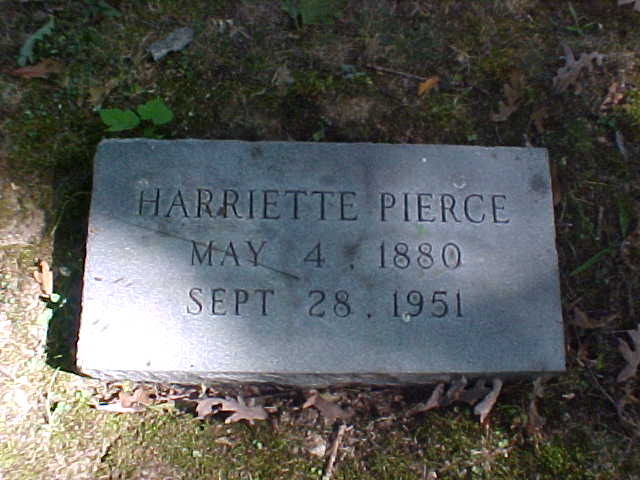 HARRIETTE PIERCE
MAY 4, 1880
SEPT 28, 1951